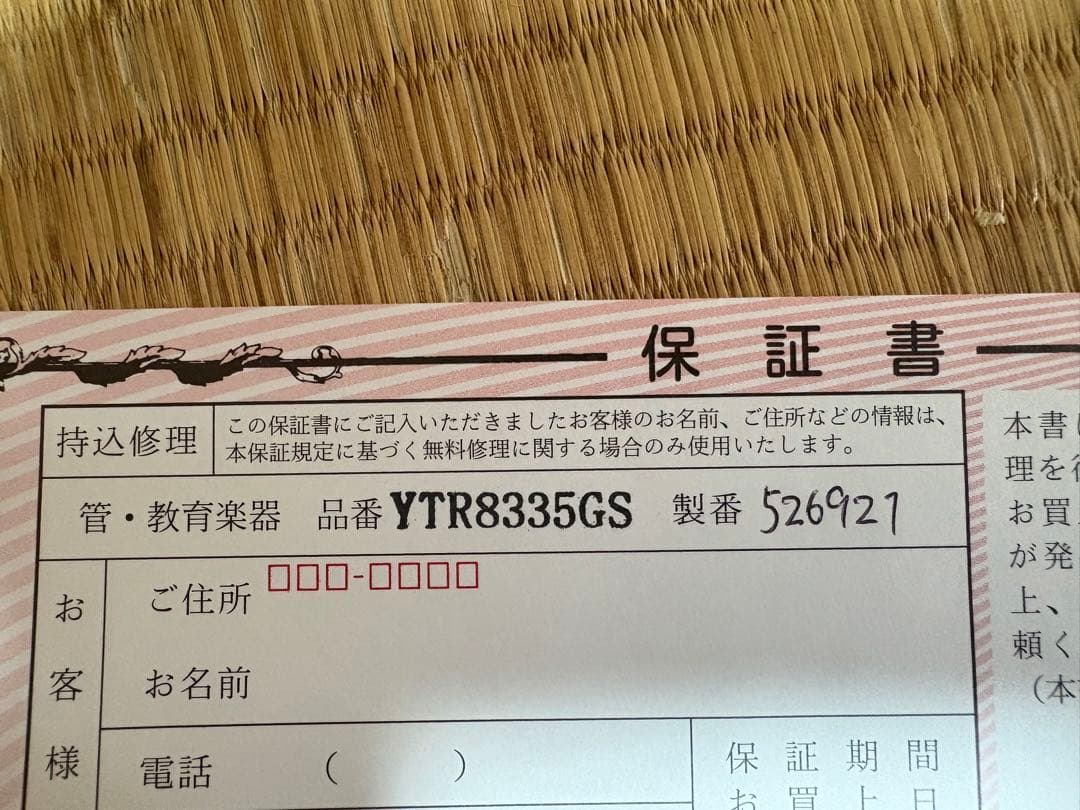 保証書
持込修理
この保証書にご記入いただきましたお客様のお名前、ご住所などの情報は、
本保証規定に基づく無料修理に関する場合のみ使用いたします。
管・教育楽器 品番 YTR8335GS 製番 526921
お客様
ご住所 □□□-□□□□
お名前
電話 ( )
保証期間
お買上日
本書
理を
お買
が発
上、
頼く
(本